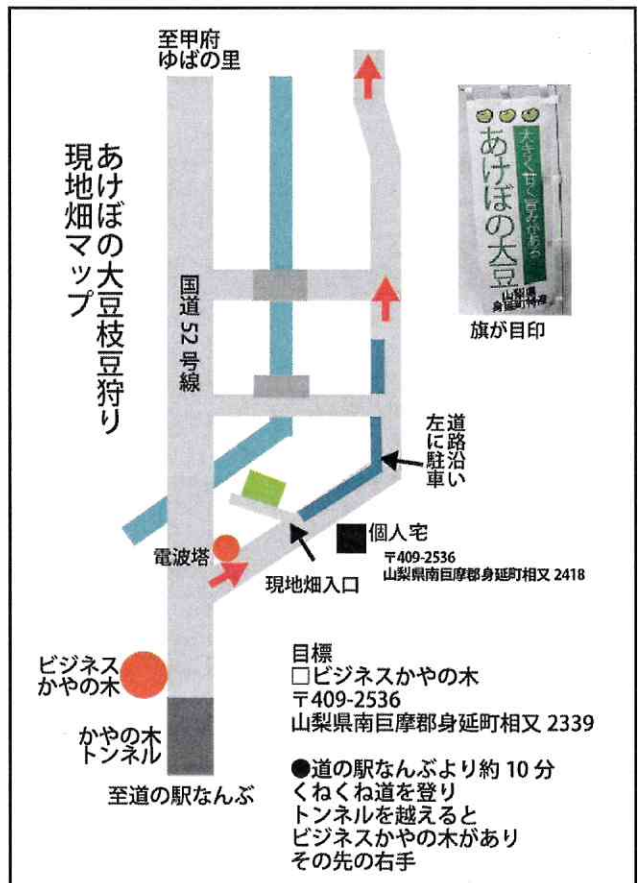 至甲府
ゆばの里
あけぼの大豆枝豆狩り
現地畑マップ
国道 52 号線
大きく甘く旨みがある
あけぼの大豆
旗が目印
道路沿い
左に駐車
個人宅
〒409-2536
山梨県南巨摩郡身延町相又 2418
電波塔
現地畑入口
ビジネス
かやの木
かやの木
トンネル
至道の駅なんぶ
目標
□ビジネスかやの木
〒409-2536
山梨県南巨摩郡身延町相又 2339
●道の駅なんぶより約 10 分
くねくね道を登り
トンネルを越えると
ビジネスかやの木があり
その先の右手